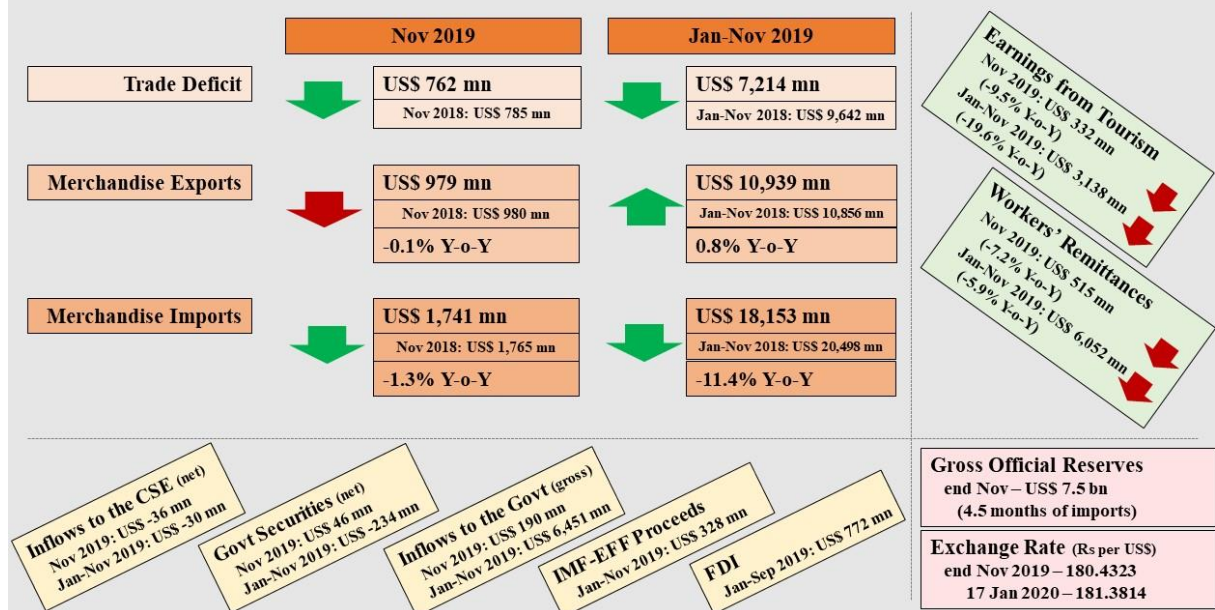 Nov 2019
Jan-Nov 2019
Trade Deficit
US$ 762 mn
Nov 2018: US$ 785 mn
US$ 7,214 mn
Jan-Nov 2018: US$ 9,642 mn
Merchandise Exports
US$ 979 mn
Nov 2018: US$ 980 mn
-0.1% Y-o-Y
US$ 10,939 mn
Jan-Nov 2018: US$ 10,856 mn
0.8% Y-o-Y
Merchandise Imports
US$ 1,741 mn
Nov 2018: US$ 1,765 mn
-1.3% Y-o-Y
US$ 18,153 mn
Jan-Nov 2018: US$ 20,498 mn
-11.4% Y-o-Y
Earnings from Tourism
Nov 2019: US$ 332 mn
(-9.5% Y-o-Y)
Jan-Nov 2019: US$ 3,138 mn
(-19.6% Y-o-Y)
Workers' Remittances
Nov 2019: US$ 515 mn
(-7.2% Y-o-Y)
Jan-Nov 2019: US$ 6,052 mn
(-5.9% Y-o-Y)
Inflows to the CSE (net)
Nov 2019: US$ -36 mn
Jan-Nov 2019: US$ -30 mn
Govt Securities (net)
Nov 2019: US$ 46 mn
Jan-Nov 2019: US$ -234 mn
Inflows to the Govt (gross)
Nov 2019: US$ 190 mn
Jan-Nov 2019: US$ 6,451 mn
IMF-EFF Proceeds
Jan-Nov 2019: US$ 328 mn
FDI
Jan-Sep 2019: US$ 772 mn
Gross Official Reserves
end Nov – US$ 7.5 bn
(4.5 months of imports)
Exchange Rate (Rs per US$)
end Nov 2019 – 180.4323
17 Jan 2020 – 181.3814